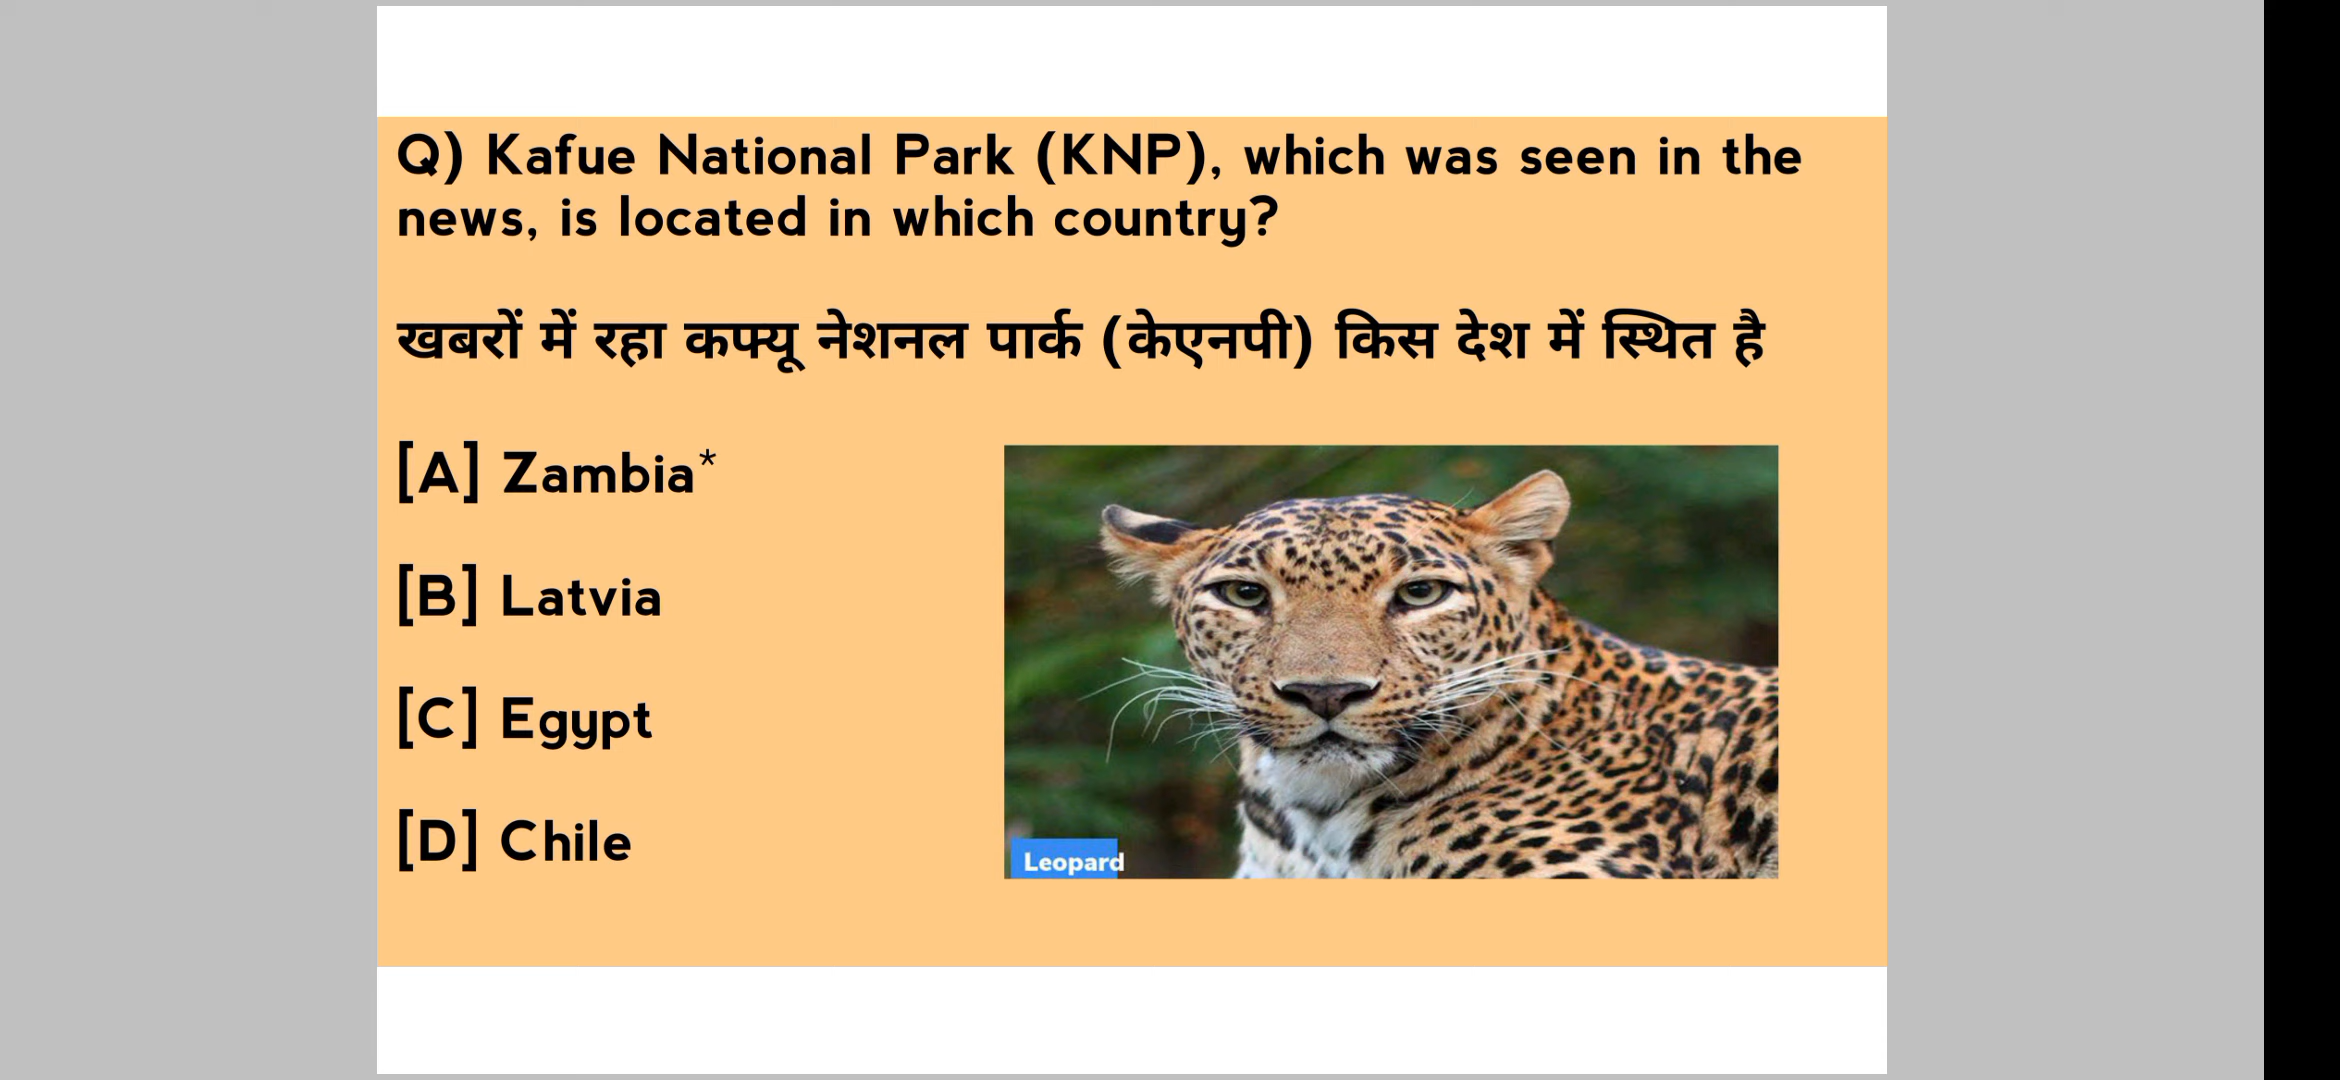 Q) Kafue National Park (KNP), which was seen in the
news, is located in which country?
खबरों में रहा कफ्यू नेशनल पार्क (केएनपी) किस देश में स्थित है
[A] Zambia*
[B] Latvia
[C] Egypt
[D] Chile
Leopard